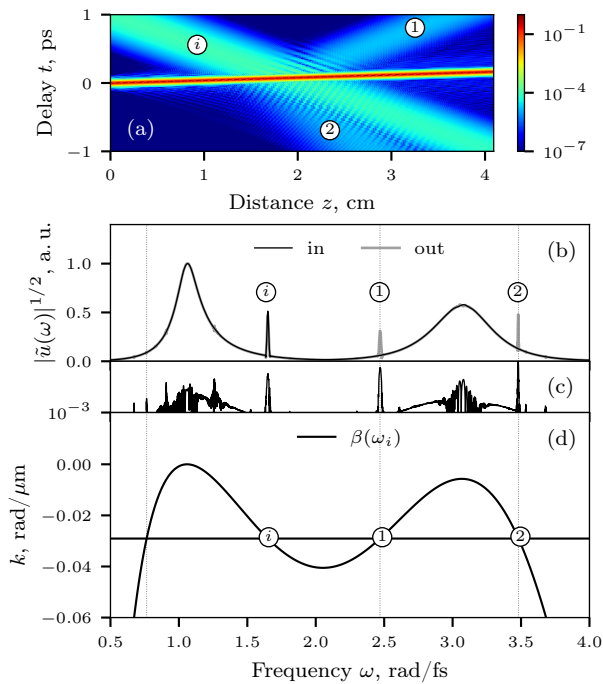 1
10⁻¹
1
i
Delay t, ps
0
10⁻⁴
(a)
2
−1
10⁻⁷
0
1
2
3
4
Distance z, cm
in
out
(b)
|ũ(ω)|^{1/2}, a. u.
1.0
i
1
2
0.5
0.0
(c)
10⁻³
β(ω_i)
(d)
k, rad/μm
0.00
−0.02
i
1
2
−0.04
−0.06
0.5
1.0
1.5
2.0
2.5
3.0
3.5
4.0
Frequency ω, rad/fs